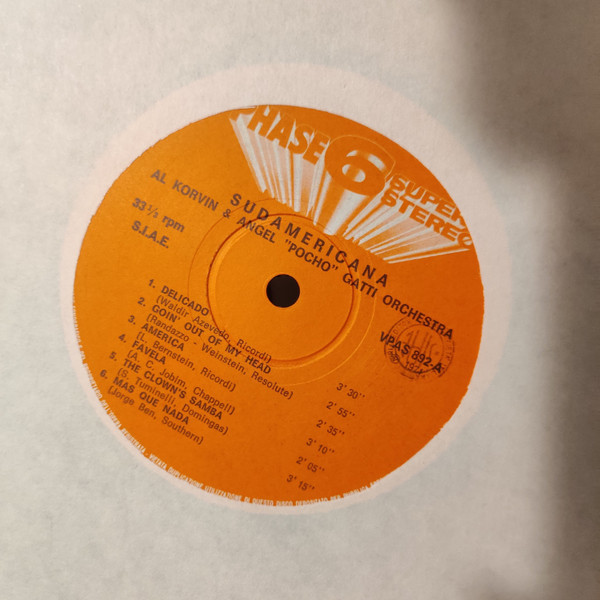 PHASE 6 SUPER STEREO
SUDAMERICANA
AL KORVIN & ANGEL "POCHO" GATTI ORCHESTRA
33 1/3 rpm
S.I.A.E.
VPAS 892-A
1. DELICADO 3'30''
(Waldir Azevedo, Ricordi)
2. GOIN' OUT OF MY HEAD 2'55''
(Randazzo - Weinstein, Resolute)
3. AMERICA 2'35''
(L. Bernstein, Ricordi)
4. FAVELA 3'10''
(A. C. Jobim, Chappell)
5. THE CLOWN'S SAMBA 2'05''
(S. Tuminelli, Domingas)
6. MAS QUE NADA 3'15''
(Jorge Ben, Southern)